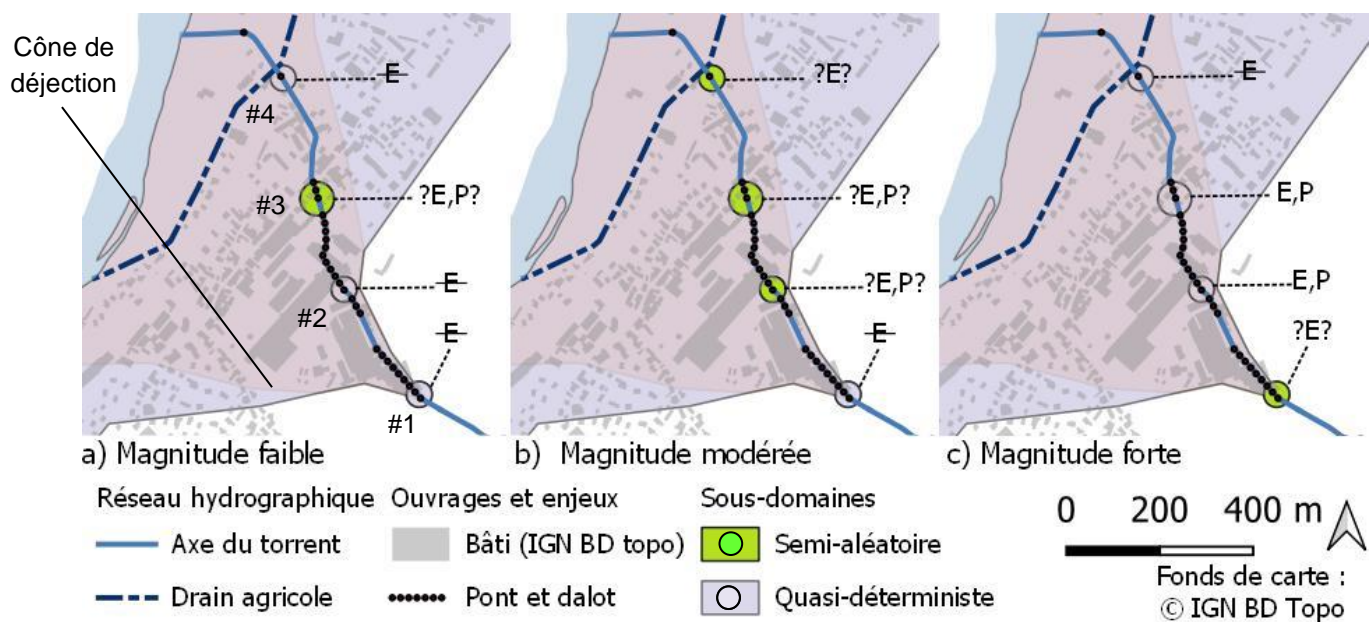 Cône de
déjection
E
#4
?E,P?
#3
E
#2
E
#1
a) Magnitude faible
?E?
?E,P?
?E,P?
E
b) Magnitude modérée
E
E,P
E,P
?E?
c) Magnitude forte
Réseau hydrographique
Axe du torrent
Drain agricole
Ouvrages et enjeux
Bâti (IGN BD topo)
Pont et dalot
Sous-domaines
Semi-aléatoire
Quasi-déterministe
0 200 400 m
Fonds de carte :
© IGN BD Topo